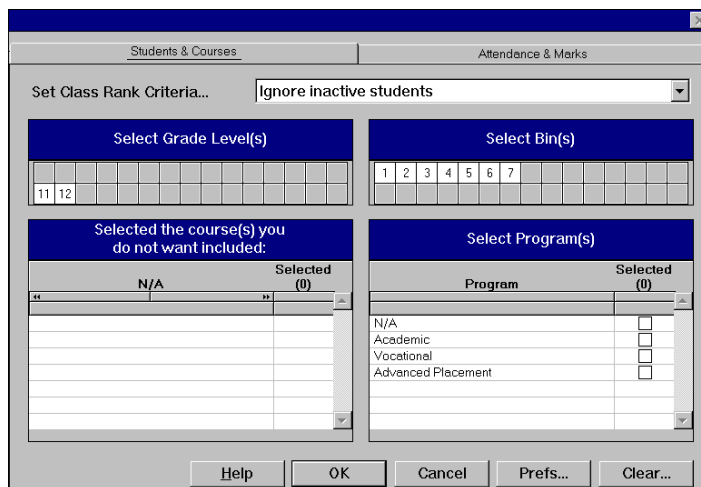 Students & Courses
Attendance & Marks
Set Class Rank Criteria...
Ignore inactive students
Select Grade Level(s)
Select Bin(s)
1 2 3 4 5 6 7
11 12
Selected the course(s) you
do not want included:
Select Program(s)
N/A
Selected
(0)
Program
Selected
(0)
N/A
Academic
Vocational
Advanced Placement
Help
OK
Cancel
Prefs...
Clear...